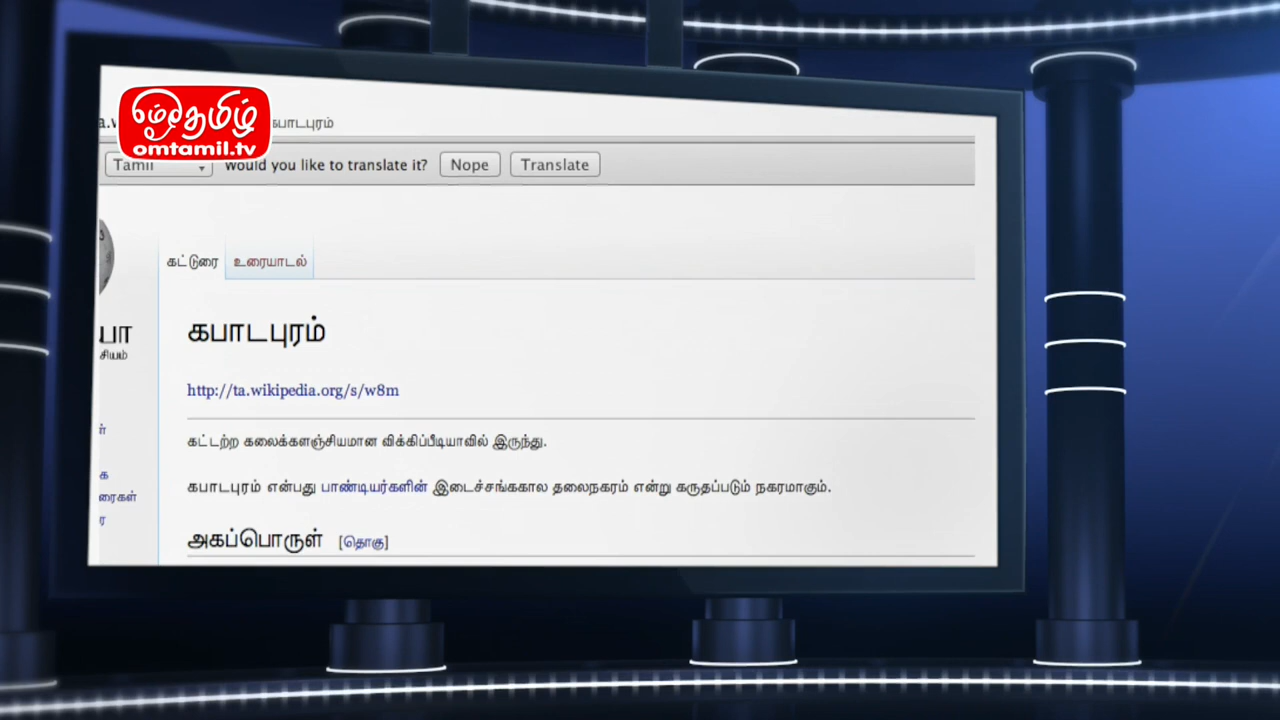 ஓம்தமிழ்
omtamil.tv
கபாடபுரம்
Tamil Would you like to translate it? Nope Translate
கட்டுரை உரையாடல்
கபாடபுரம்
http://ta.wikipedia.org/s/w8m
கட்டற்ற கலைக்களஞ்சியமான விக்கிப்பீடியாவில் இருந்து.
கபாடபுரம் என்பது பாண்டியர்களின் இடைச்சங்ககால தலைநகரம் என்று கருதப்படும் நகரமாகும்.
அகப்பொருள் [தொகு]